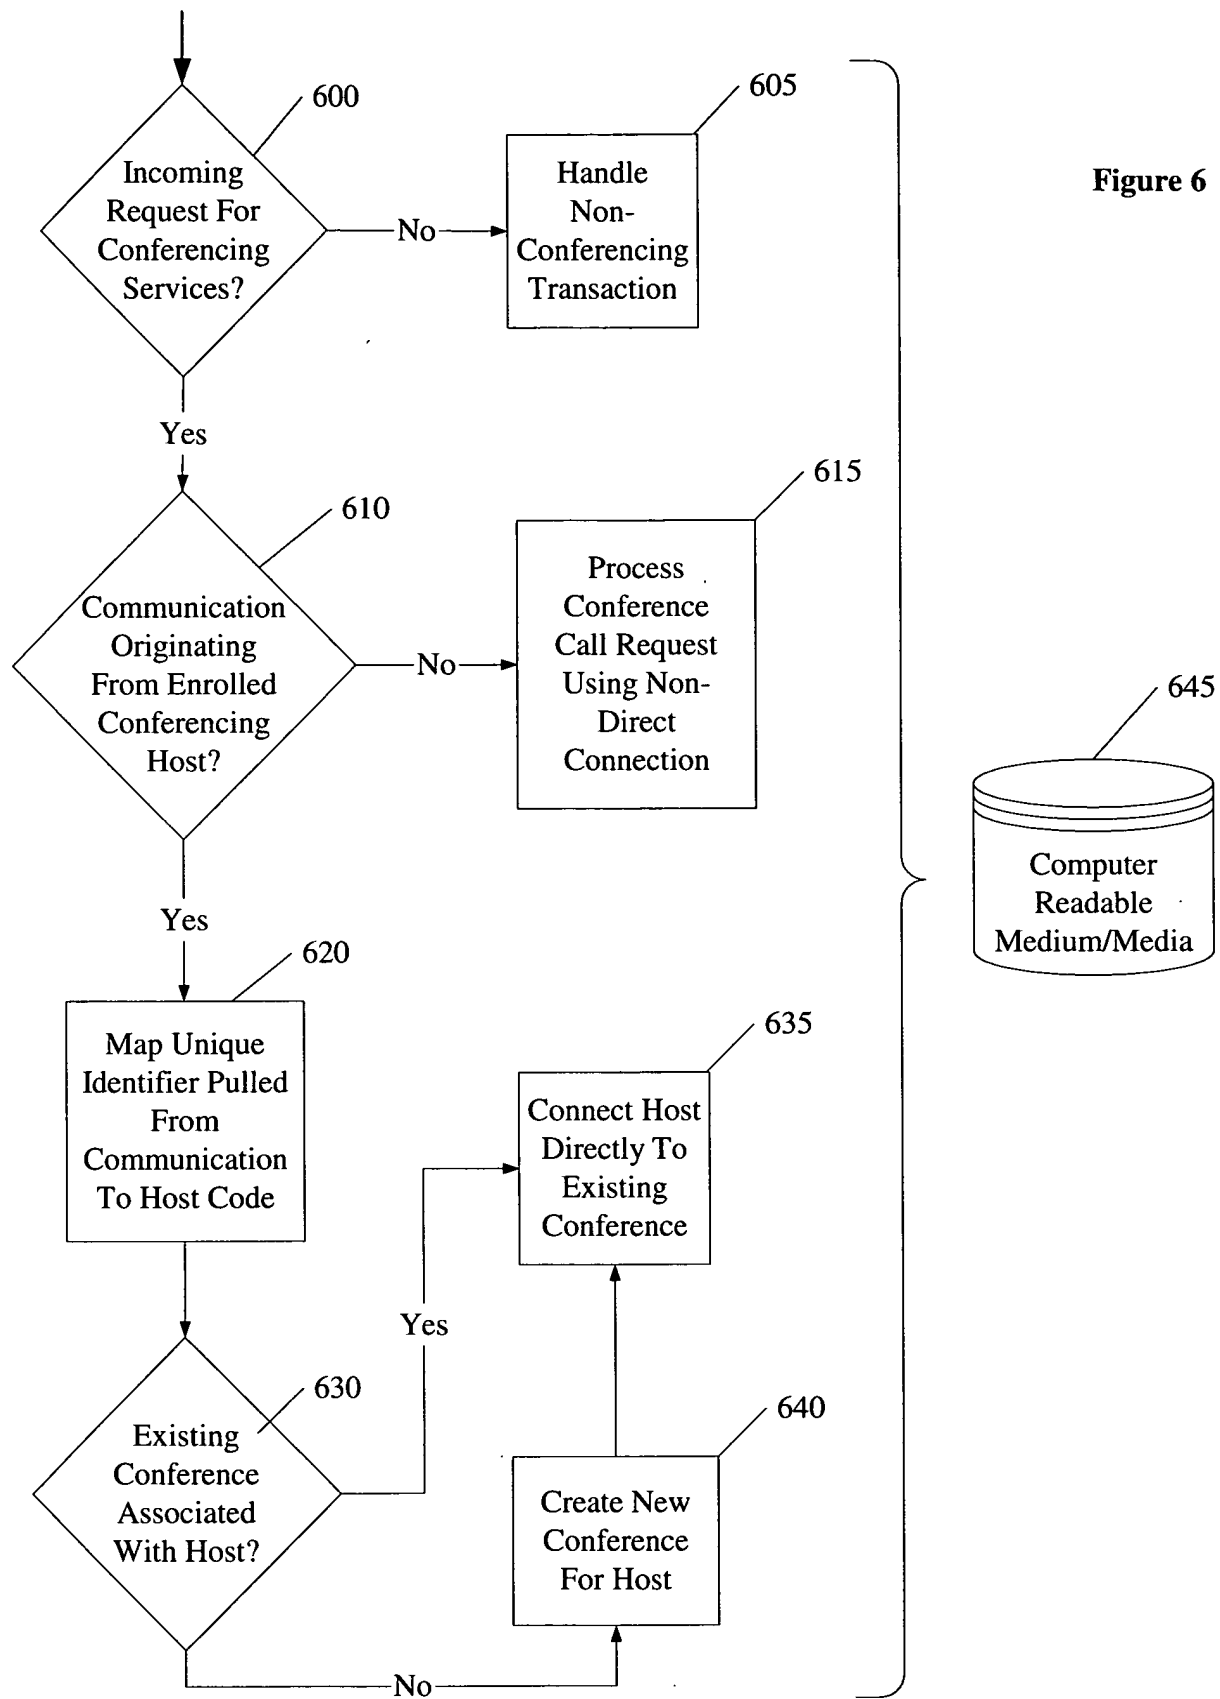 600
605
Incoming
Request For
Conferencing
Services?
No
Handle
Non-
Conferencing
Transaction
Figure 6
Yes
610
615
Communication
Originating
From Enrolled
Conferencing
Host?
No
Process
Conference
Call Request
Using Non-
Direct
Connection
645
Computer
Readable
Medium/Media
Yes
620
Map Unique
Identifier Pulled
From
Communication
To Host Code
635
Connect Host
Directly To
Existing
Conference
Yes
630
Existing
Conference
Associated
With Host?
640
Create New
Conference
For Host
No